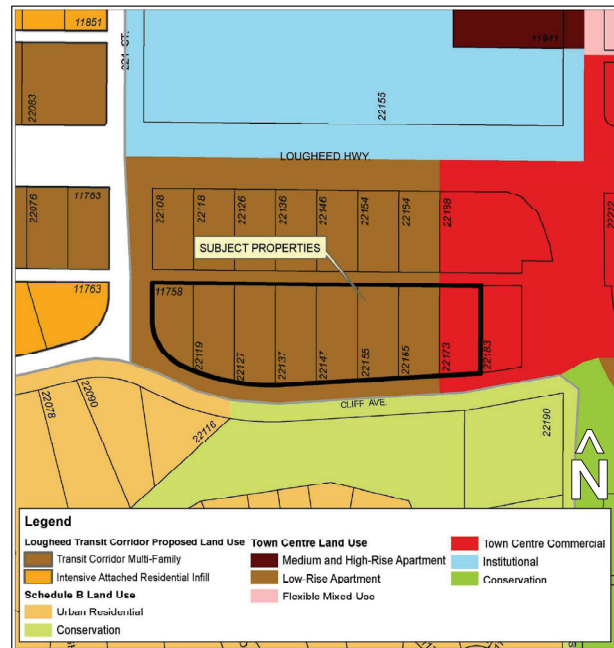 11851
221 ST.
11941
22083
22155
LOUGHEED HWY.
22076
11763
22108
22118
22126
22136
22146
22154
22164
22188
22212
SUBJECT PROPERTIES
11763
11758
22119
22127
22137
22147
22155
22165
22173
22183
CLIFF AVE.
22078
22090
22116
22190
N
Legend
Lougheed Transit Corridor Proposed Land Use
Transit Corridor Multi-Family
Intensive Attached Residential Infill
Schedule B Land Use
Urban Residential
Conservation
Town Centre Land Use
Medium and High-Rise Apartment
Low-Rise Apartment
Flexible Mixed-Use
Town Centre Commercial
Institutional
Conservation